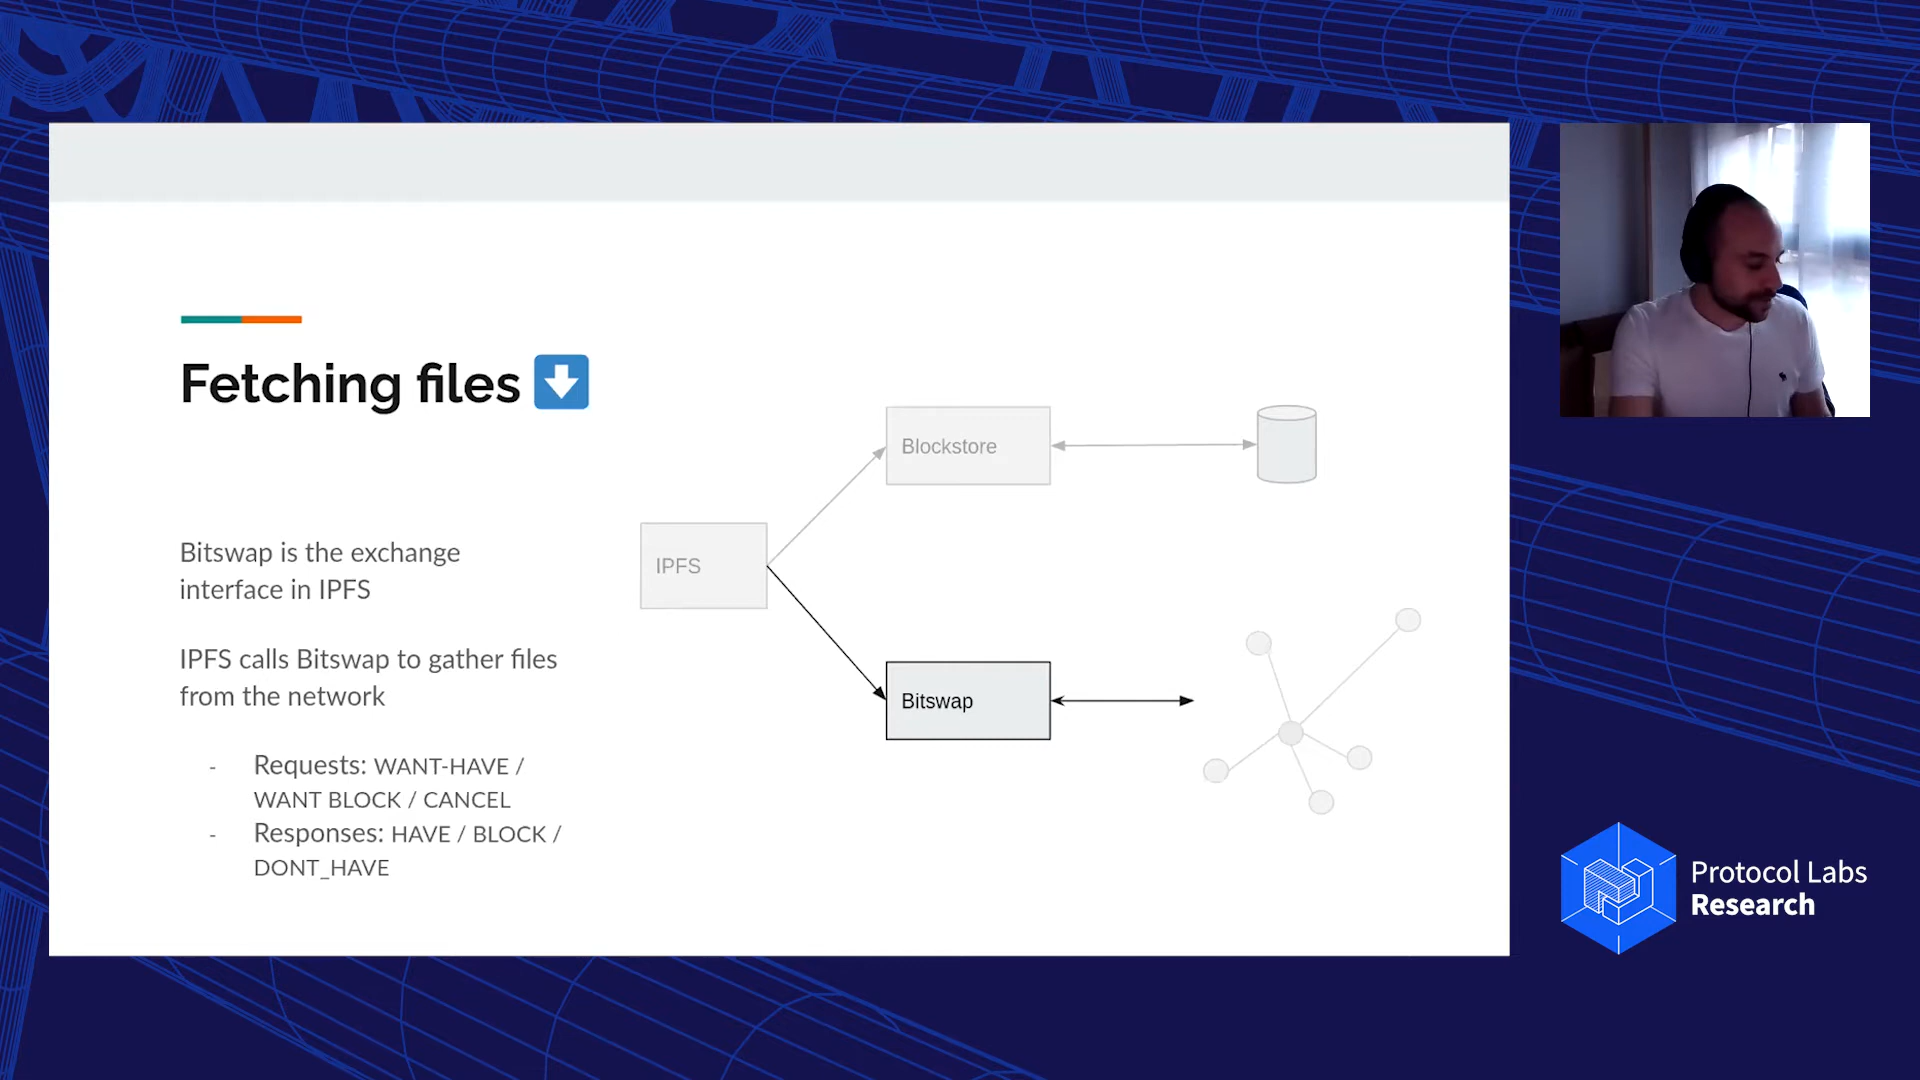 Fetching files
Bitswap is the exchange
interface in IPFS
IPFS calls Bitswap to gather files
from the network
- Requests: WANT-HAVE /
WANT BLOCK / CANCEL
- Responses: HAVE / BLOCK /
DONT_HAVE
IPFS
Blockstore
Bitswap
Protocol Labs
Research